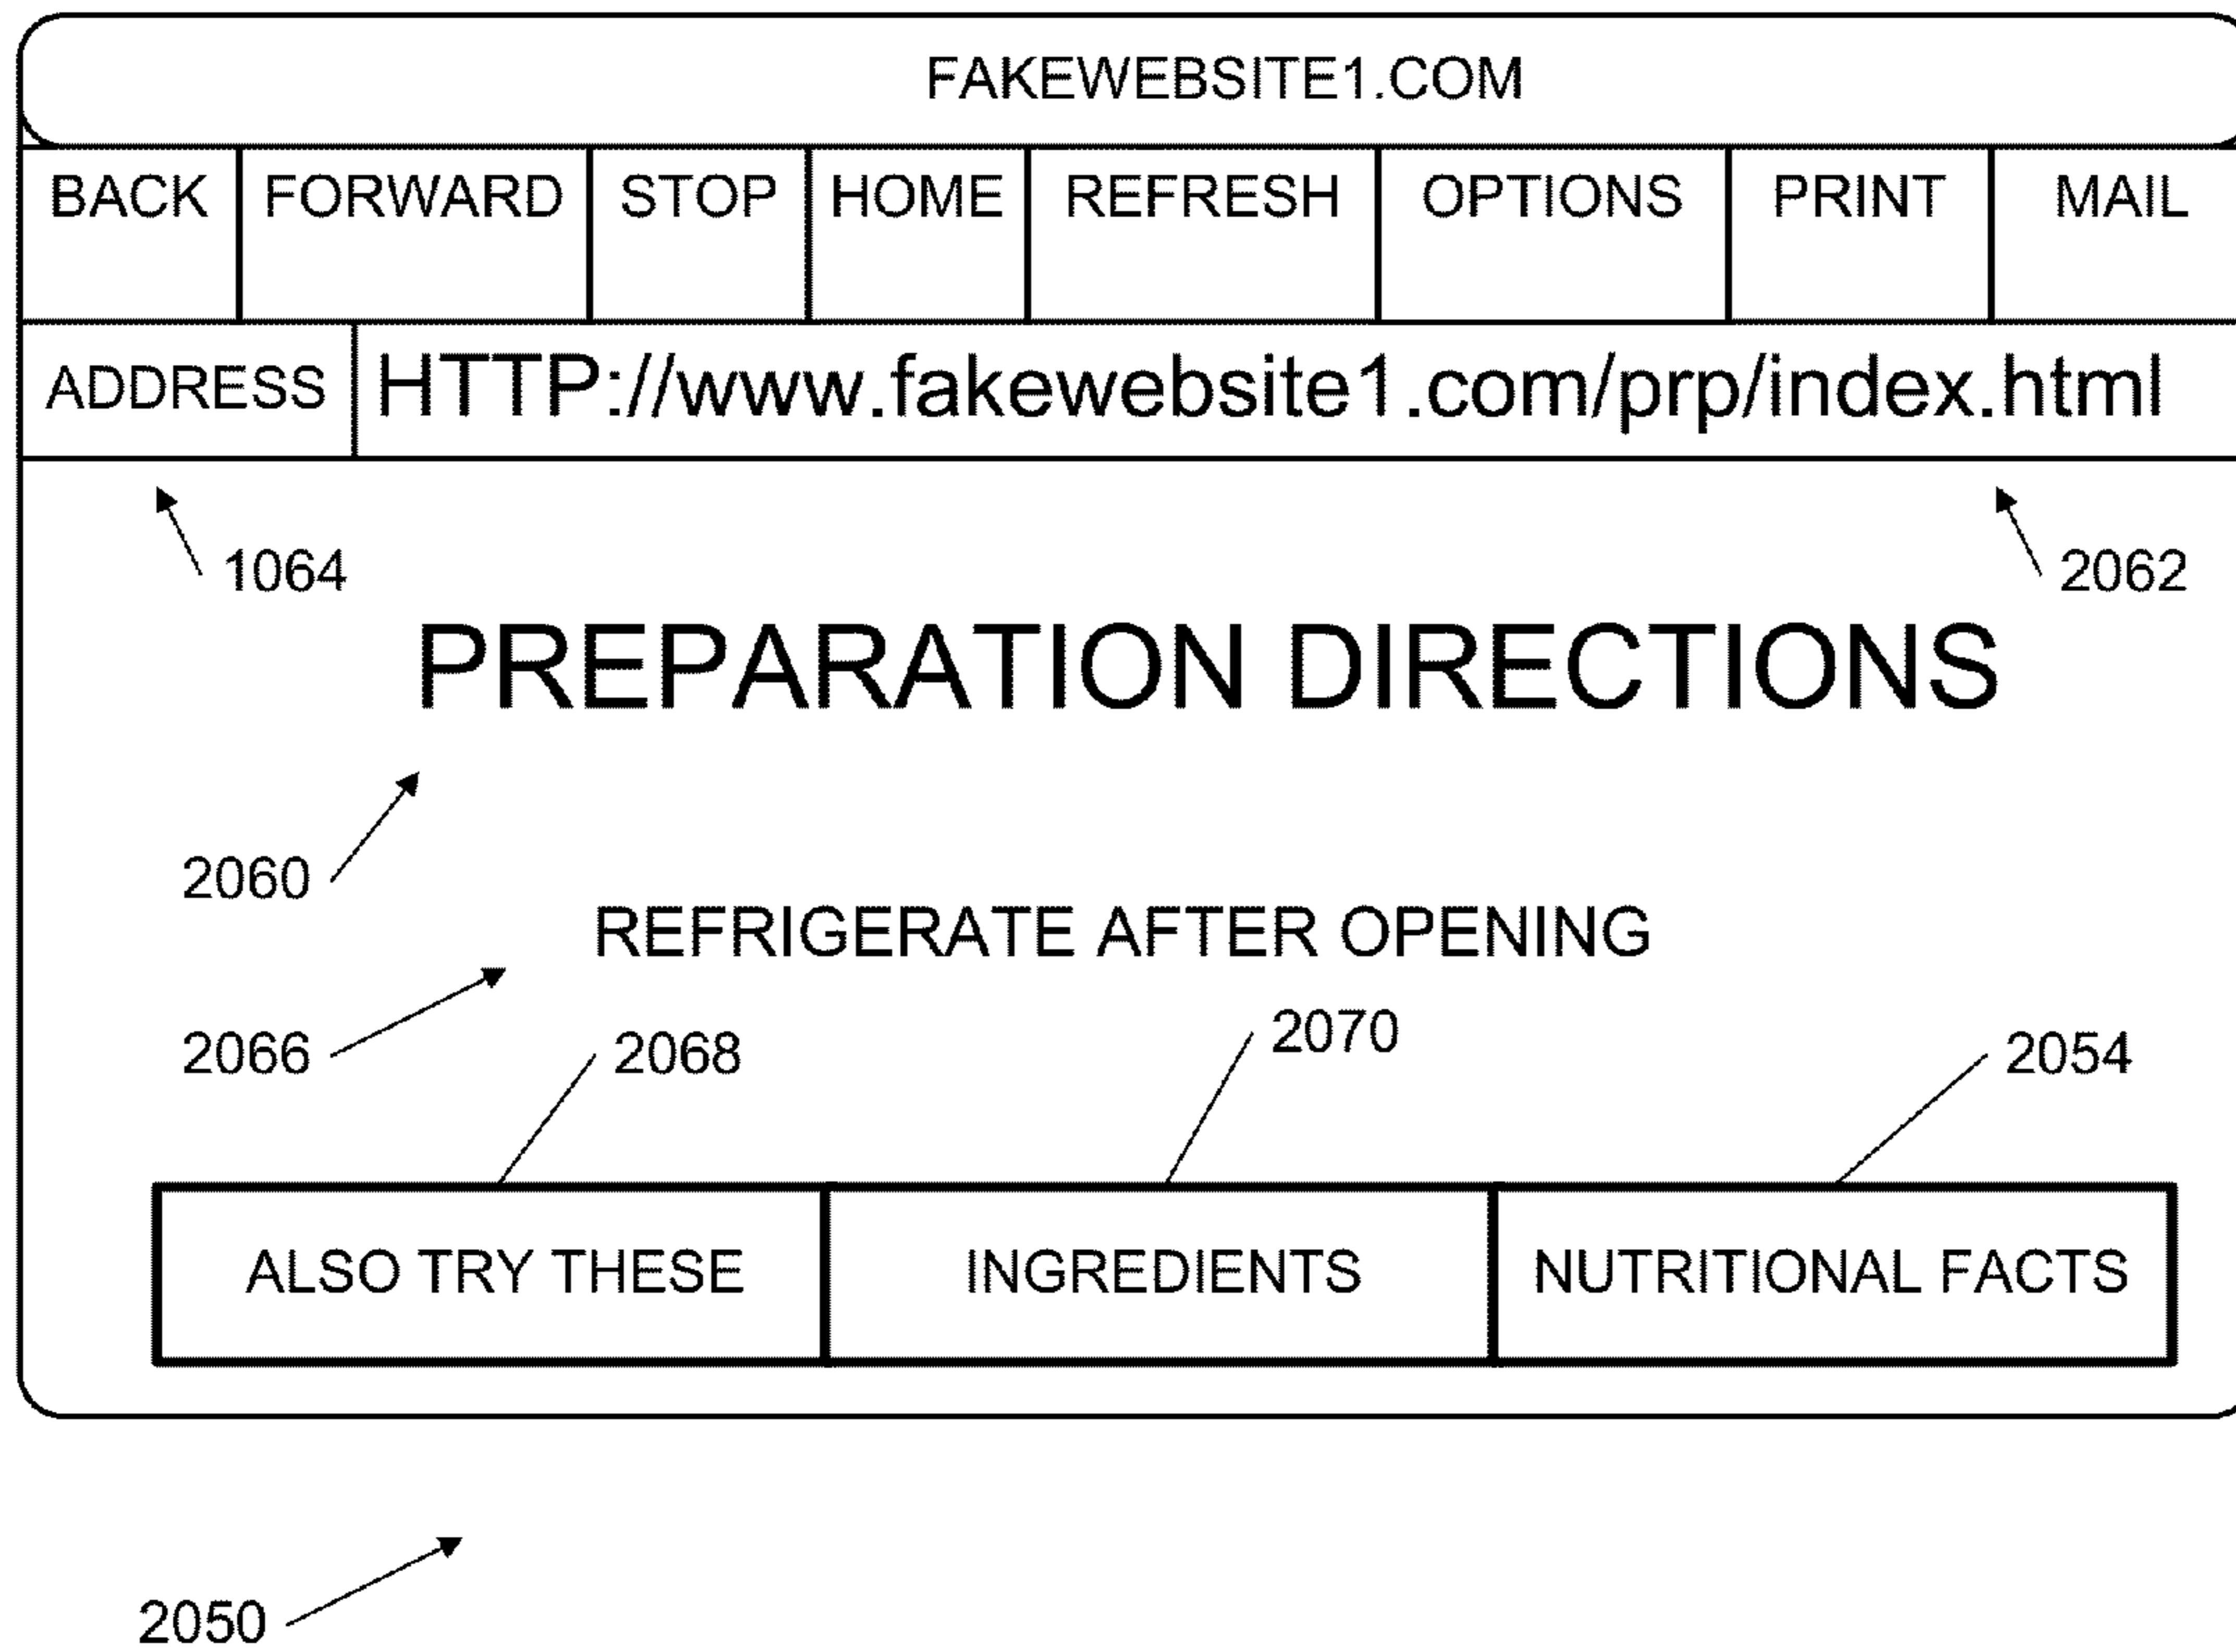 FAKEWEBSITE1.COM
BACK FORWARD STOP HOME REFRESH OPTIONS PRINT MAIL
ADDRESS HTTP://www.fakewebsite1.com/prp/index.html
1064 2062
PREPARATION DIRECTIONS
2060
REFRIGERATE AFTER OPENING
2066 2068 2070 2054
ALSO TRY THESE INGREDIENTS NUTRITIONAL FACTS
2050